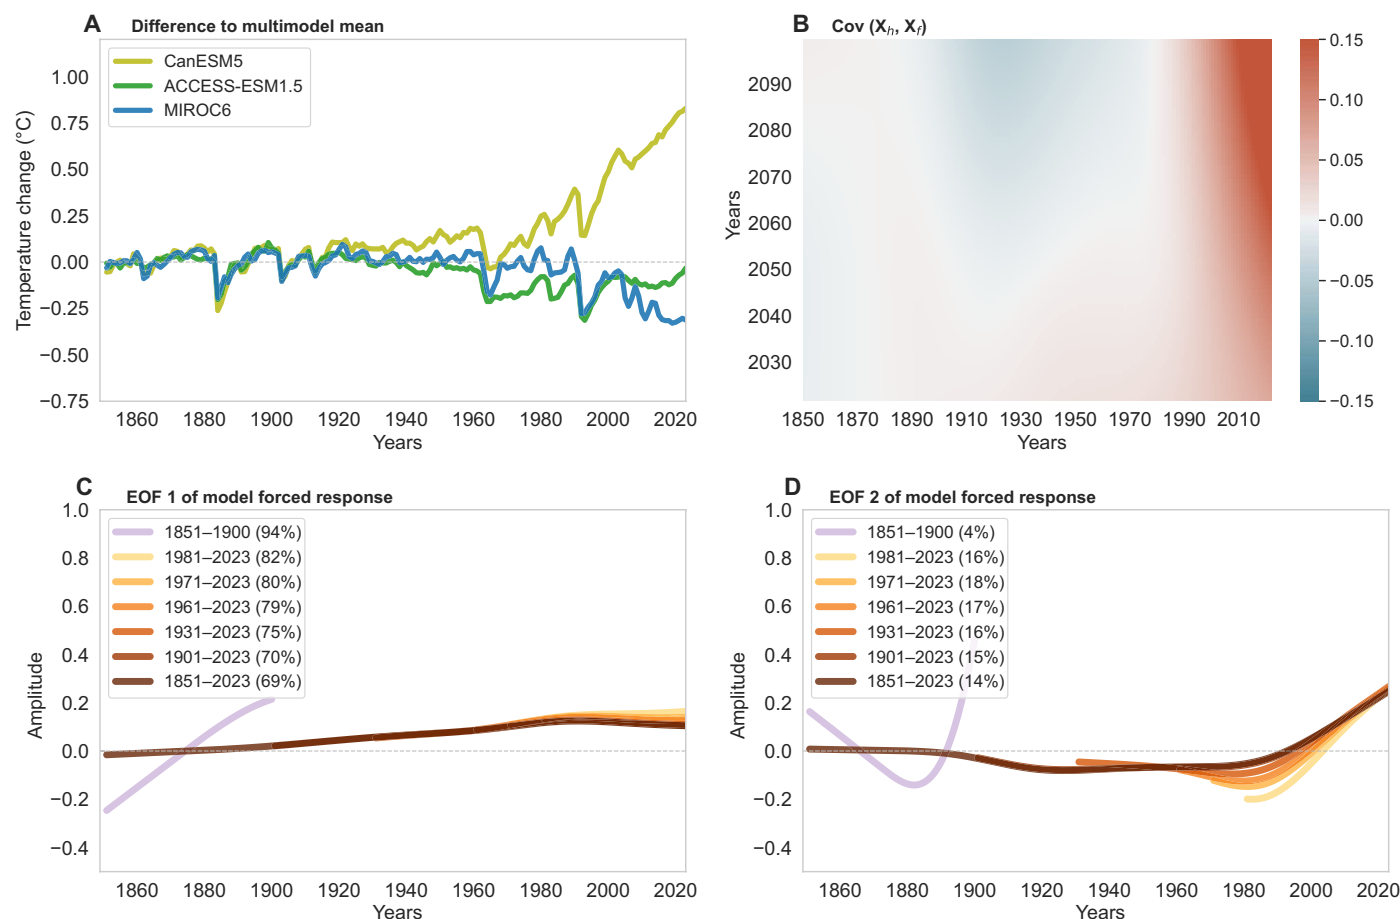 A Difference to multimodel mean
CanESM5
ACCESS-ESM1.5
MIROC6
Temperature change (°C)
1.00
0.75
0.50
0.25
0.00
−0.25
−0.50
−0.75
1860 1880 1900 1920 1940 1960 1980 2000 2020
Years
B Cov (Xh, Xf)
Years
2090
2080
2070
2060
2050
2040
2030
1850 1870 1890 1910 1930 1950 1970 1990 2010
Years
0.15
0.10
0.05
0.00
−0.05
−0.10
−0.15
C EOF 1 of model forced response
1851–1900 (94%)
1981–2023 (82%)
1971–2023 (80%)
1961–2023 (79%)
1931–2023 (75%)
1901–2023 (70%)
1851–2023 (69%)
Amplitude
1.0
0.8
0.6
0.4
0.2
0.0
−0.2
−0.4
1860 1880 1900 1920 1940 1960 1980 2000 2020
Years
D EOF 2 of model forced response
1851–1900 (4%)
1981–2023 (16%)
1971–2023 (18%)
1961–2023 (17%)
1931–2023 (16%)
1901–2023 (15%)
1851–2023 (14%)
Amplitude
1.0
0.8
0.6
0.4
0.2
0.0
−0.2
−0.4
1860 1880 1900 1920 1940 1960 1980 2000 2020
Years